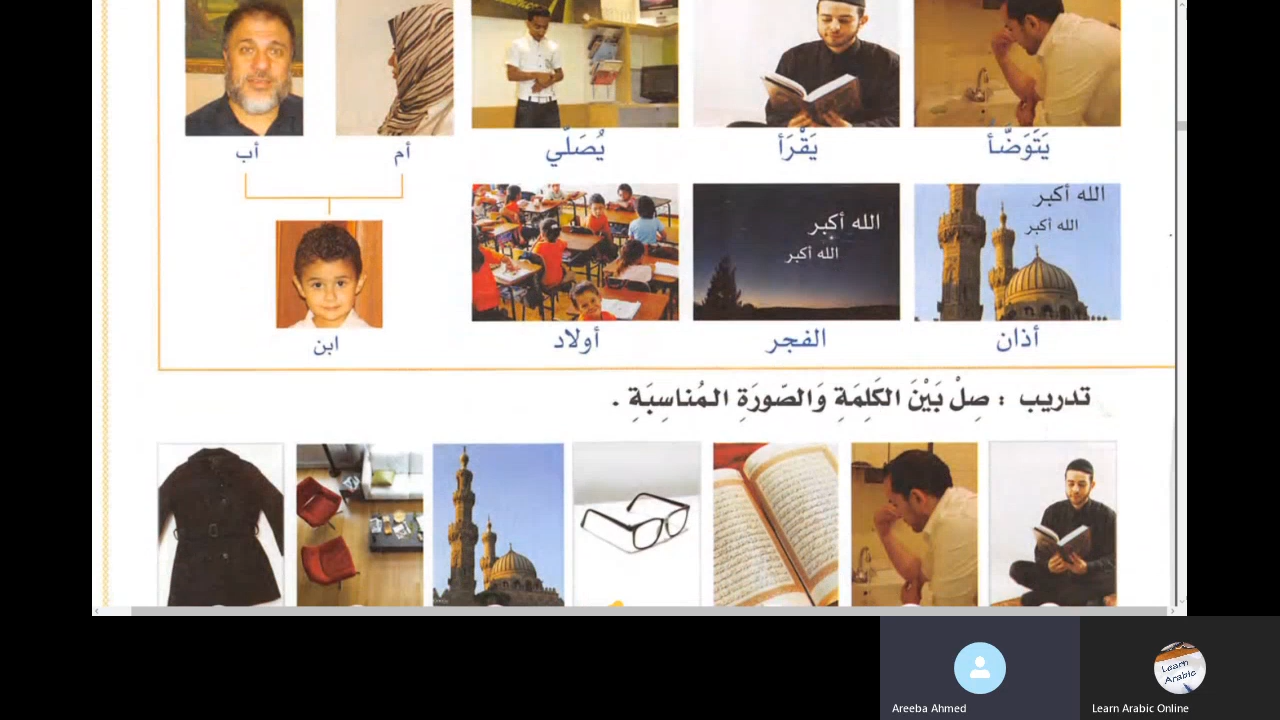 يَتَوَضَّأ
يَقْرَأ
يُصَلّي
أم
أب
الله أكبر
الله أكبر
أذان
الله أكبر
الله أكبر
الفجر
أولاد
ابن
تدريب : صِلْ بَيْنَ الكَلِمَةِ وَالصّورَةِ المُناسِبَةِ .
Areeba Ahmed
Learn Arabic
Learn Arabic Online